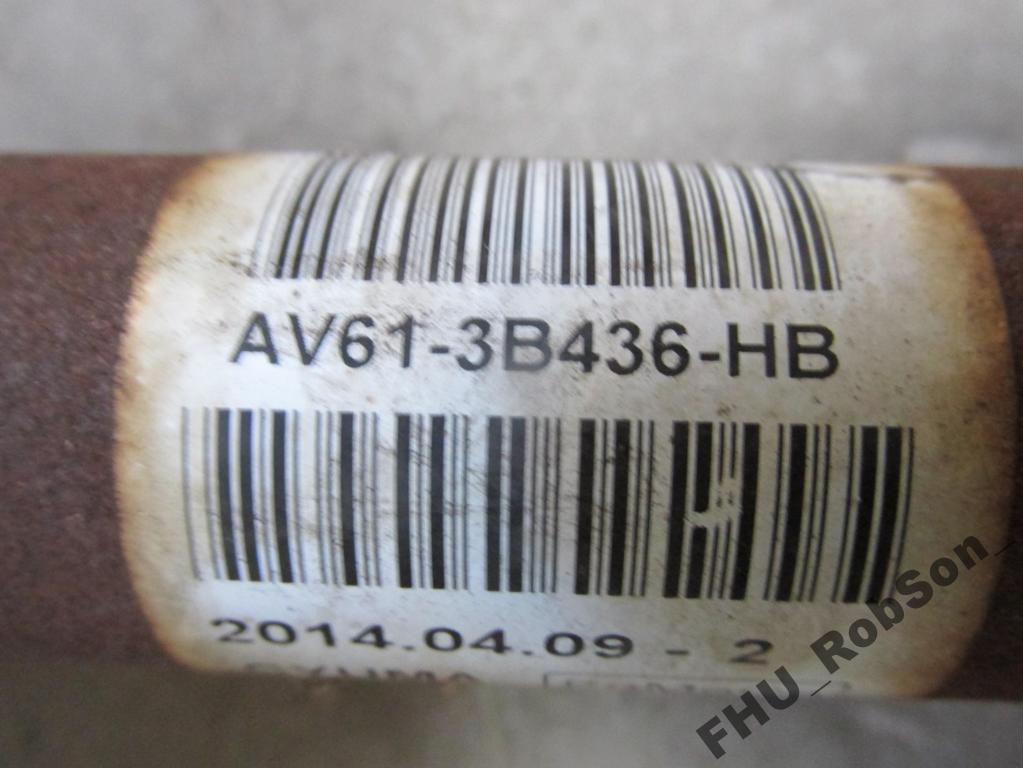 AV61-3B436-HB
2014.04.09 - 2
FHU_RobSon_